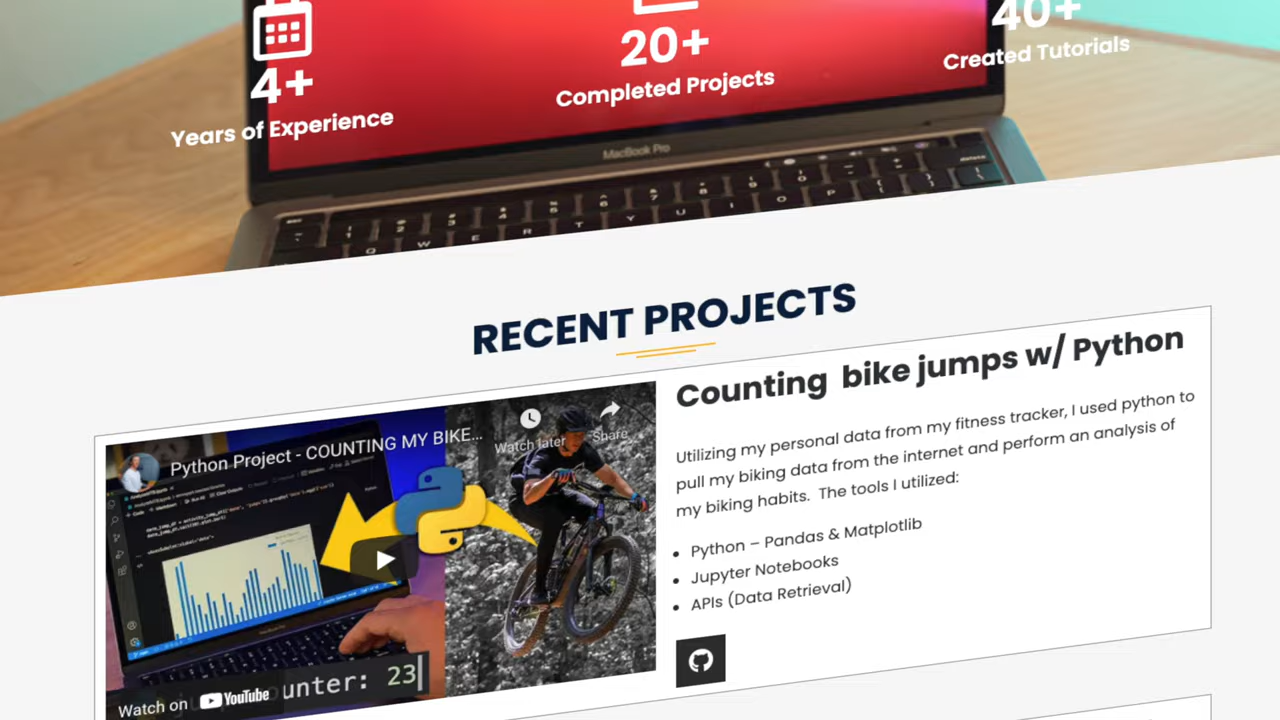 4+
Years of Experience
20+
Completed Projects
40+
Created Tutorials
MacBook Pro
RECENT PROJECTS
Python Project - COUNTING MY BIKE...
Watch later
Share
unter: 23
Watch on YouTube
Counting bike jumps w/ Python
Utilizing my personal data from my fitness tracker, I used python to
pull my biking data from the internet and perform an analysis of
my biking habits. The tools I utilized:
Python – Pandas & Matplotlib
Jupyter Notebooks
APIs (Data Retrieval)